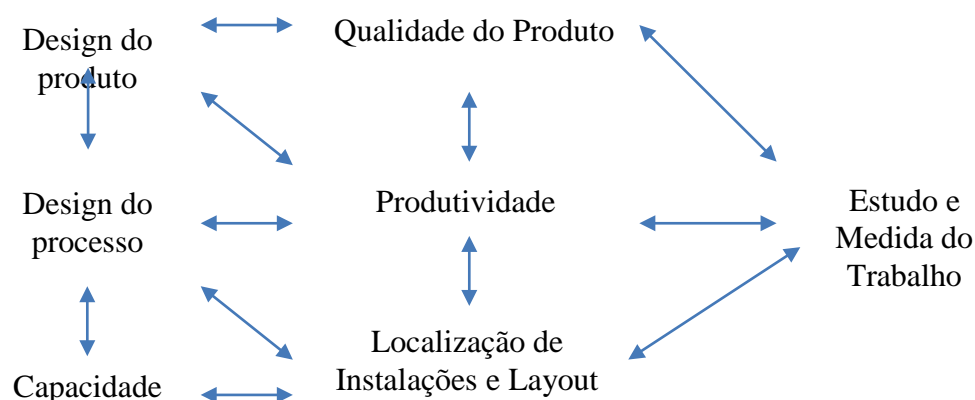 Design do
produto
Qualidade do Produto
Design do
processo
Produtividade
Estudo e
Medida do
Trabalho
Capacidade
Localização de
Instalações e Layout